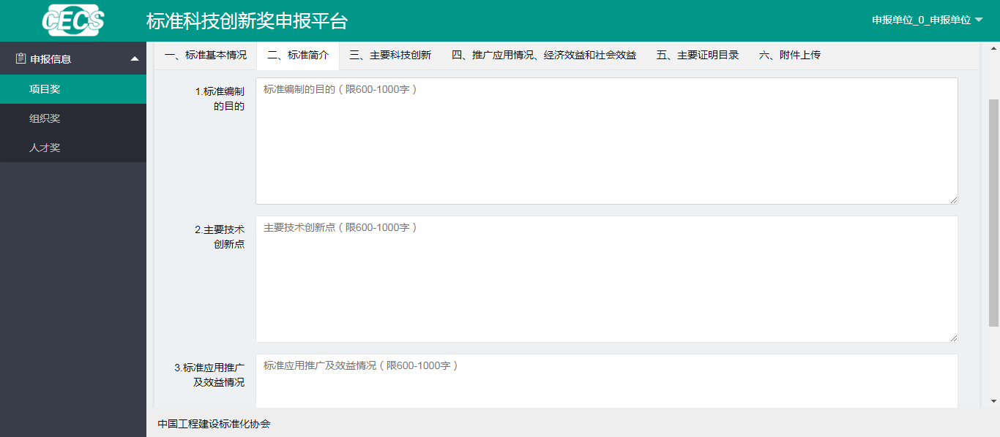 CECS
标准科技创新奖申报平台
申报单位_0_申报单位
申报信息
项目奖
组织奖
人才奖
一、标准基本情况
二、标准简介
三、主要科技创新
四、推广应用情况、经济效益和社会效益
五、主要证明目录
六、附件上传
1.标准编制
的目的
标准编制的目的（限600-1000字）
2.主要技术
创新点
主要技术创新点（限600-1000字）
3.标准应用推广
及效益情况
标准应用推广及效益情况（限600-1000字）
中国工程建设标准化协会